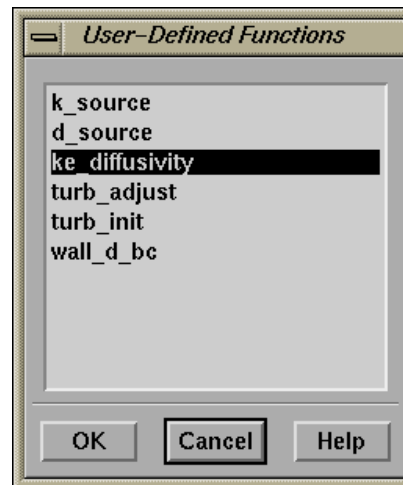 User-Defined Functions
k_source
d_source
ke_diffusivity
turb_adjust
turb_init
wall_d_bc
OK Cancel Help